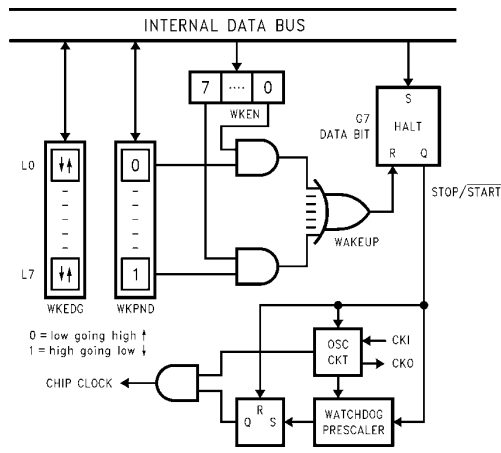 INTERNAL DATA BUS
7 .... 0
WKEN
S
G7
DATA BIT
HALT
R Q
STOP/START
L0
0
WAKEUP
L7
1
WKEDG
WKPND
0 = low going high ↑
1 = high going low ↓
OSC
CKT
CKI
CKO
CHIP CLOCK
R
Q S
WATCHDOG
PRESCALER